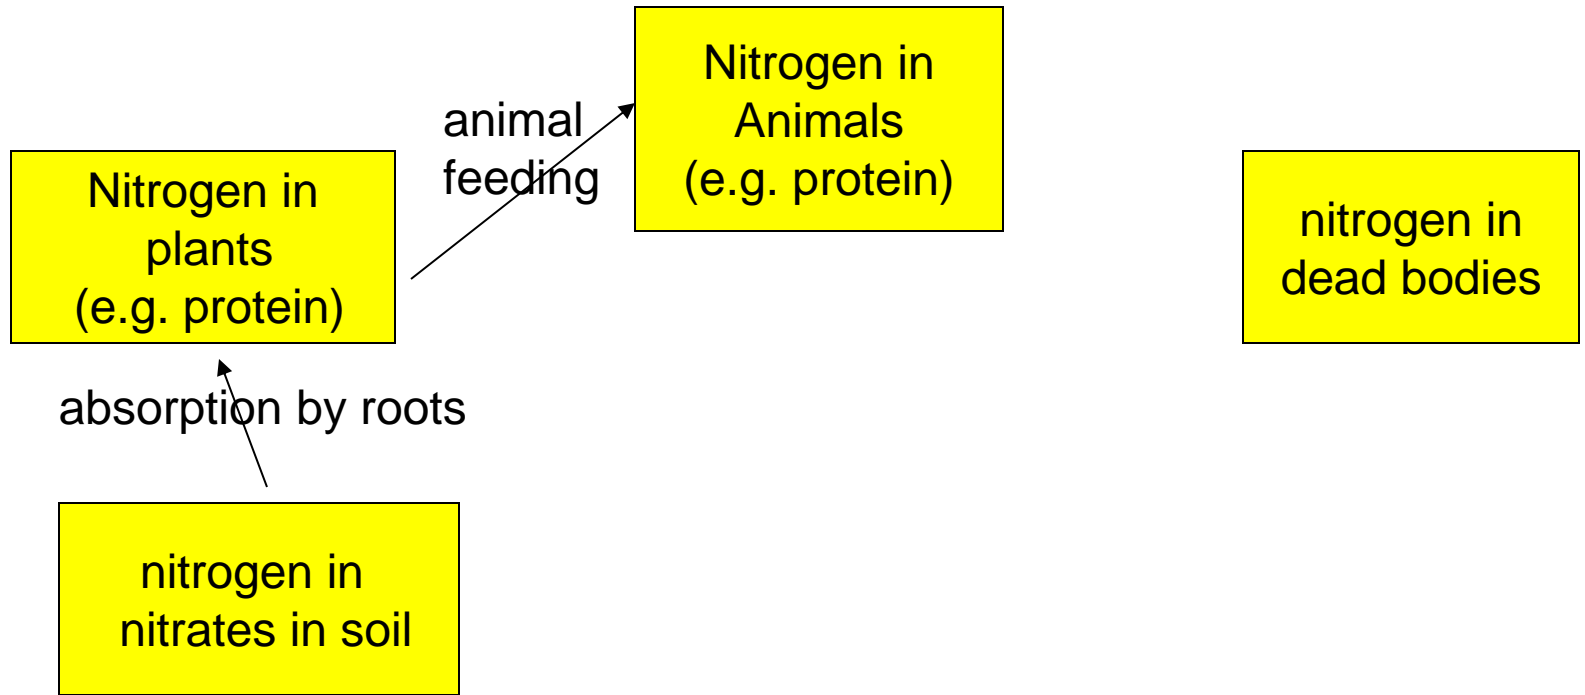 Nitrogen in
Animals
(e.g. protein)
animal
feeding
Nitrogen in
plants
(e.g. protein)
nitrogen in
dead bodies
absorption by roots
nitrogen in
nitrates in soil